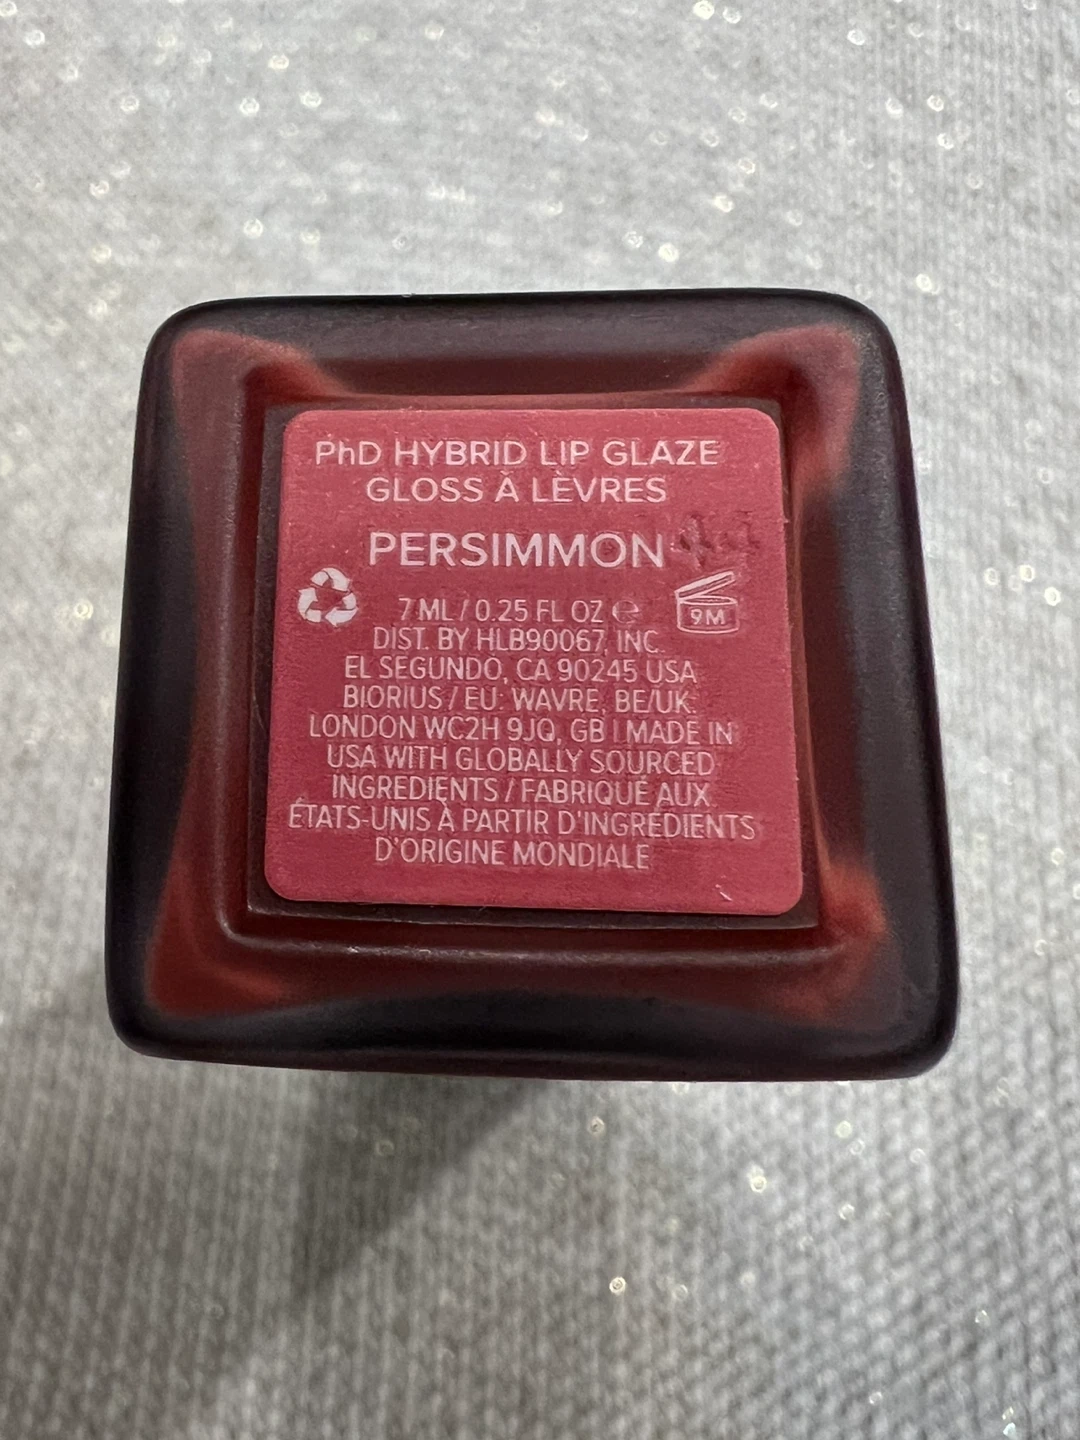 PhD HYBRID LIP GLAZE
GLOSS À LÈVRES
PERSIMMON
7 ML / 0.25 FL OZ ℮
9M
DIST. BY HLB90067, INC.
EL SEGUNDO, CA 90245 USA
BIORIUS / EU: WAVRE, BE/UK:
LONDON WC2H 9JQ, GB | MADE IN
USA WITH GLOBALLY SOURCED
INGREDIENTS / FABRIQUÉ AUX
ÉTATS-UNIS À PARTIR D'INGRÉDIENTS
D'ORIGINE MONDIALE